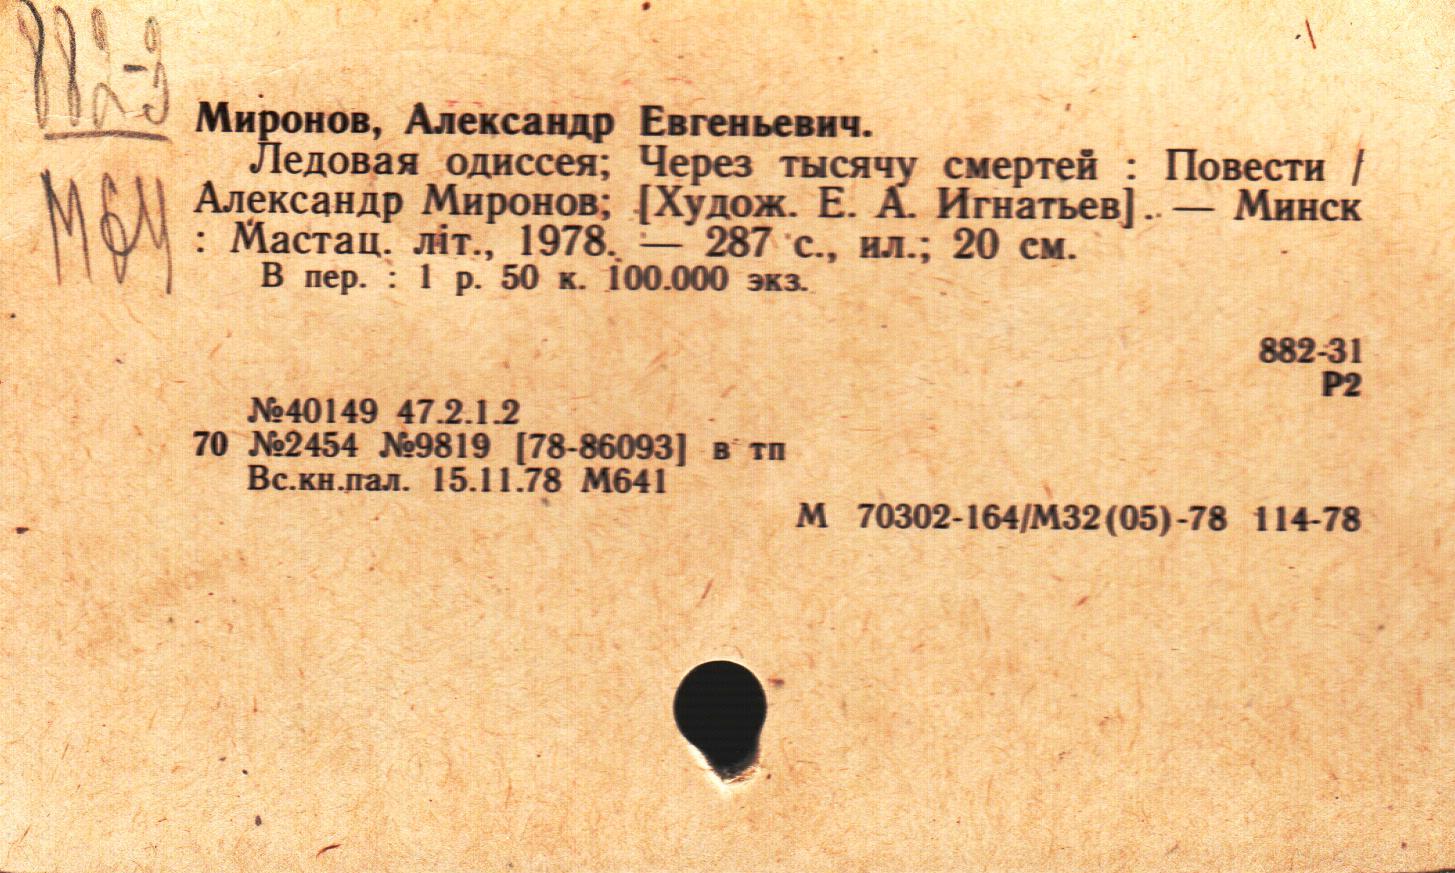 882-3
М64
Миронов, Александр Евгеньевич.
Ледовая одиссея; Через тысячу смертей : Повести /
Александр Миронов; [Худож. Е. А. Игнатьев]. — Минск
: Мастац. літ., 1978. — 287 с., ил.; 20 см.
В пер. : 1 р. 50 к. 100.000 экз.
882-31
Р2
№40149 47.2.1.2
70 №2454 №9819 [78-86093] в тп
Вс.кн.пал. 15.11.78 М641
М 70302-164/М32(05)-78 114-78